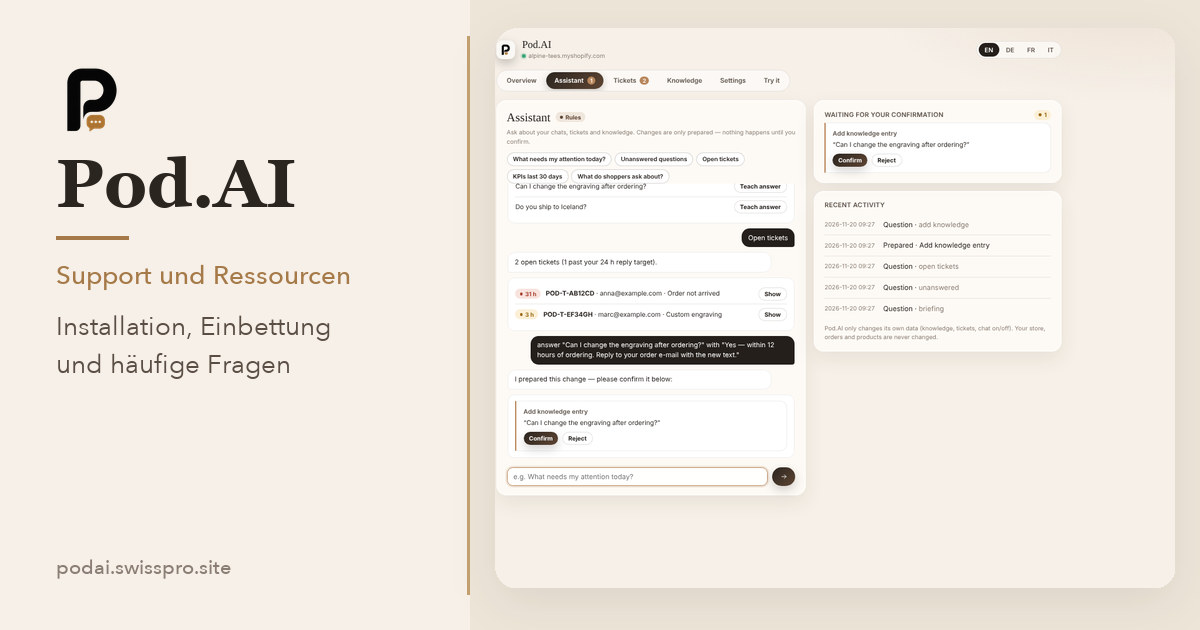 Pod.AI
Support und Ressourcen
Installation, Einbettung
und häufige Fragen
podai.swisspro.site
Pod.AI
alpine-tees.myshopify.com
EN DE FR IT
Overview Assistant 1 Tickets 2 Knowledge Settings Try it
Assistant Rules
Ask about your chats, tickets and knowledge. Changes are only prepared — nothing happens until you
confirm.
What needs my attention today? Unanswered questions Open tickets
KPIs last 30 days What do shoppers ask about?
Can I change the engraving after ordering? Teach answer
Do you ship to Iceland? Teach answer
Open tickets
2 open tickets (1 past your 24 h reply target).
31 h POD-T-AB12CD · anna@example.com · Order not arrived Show
3 h POD-T-EF34GH · marc@example.com · Custom engraving Show
answer "Can I change the engraving after ordering?" with "Yes — within 12
hours of ordering. Reply to your order e-mail with the new text."
I prepared this change — please confirm it below:
Add knowledge entry
"Can I change the engraving after ordering?"
Confirm Reject
e.g. What needs my attention today?
WAITING FOR YOUR CONFIRMATION 1
Add knowledge entry
"Can I change the engraving after ordering?"
Confirm Reject
RECENT ACTIVITY
2026-11-20 09:27 Question · add knowledge
2026-11-20 09:27 Prepared · Add knowledge entry
2026-11-20 09:27 Question · open tickets
2026-11-20 09:27 Question · unanswered
2026-11-20 09:27 Question · briefing
Pod.AI only changes its own data (knowledge, tickets, chat on/off). Your store,
orders and products are never changed.